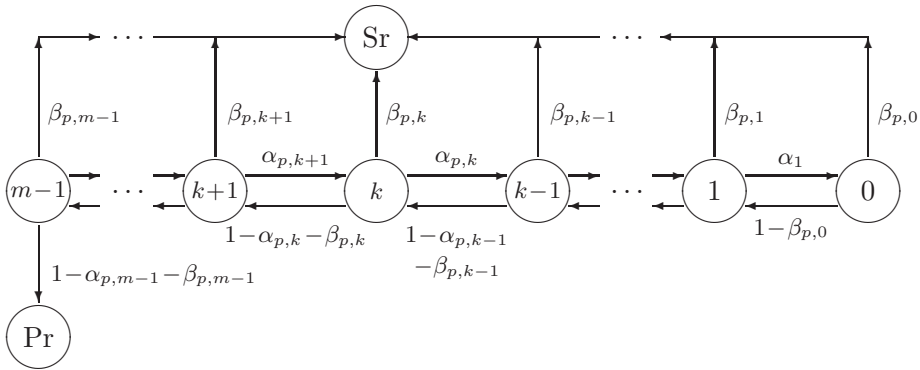 ··· Sr ···
β_{p,m−1} β_{p,k+1} β_{p,k} β_{p,k−1} β_{p,1} β_{p,0}
α_{p,k+1} α_{p,k} α_1
m−1 ··· k+1 k k−1 ··· 1 0
1−α_{p,k}−β_{p,k} 1−α_{p,k−1} 1−β_{p,0}
−β_{p,k−1}
1−α_{p,m−1}−β_{p,m−1}
Pr